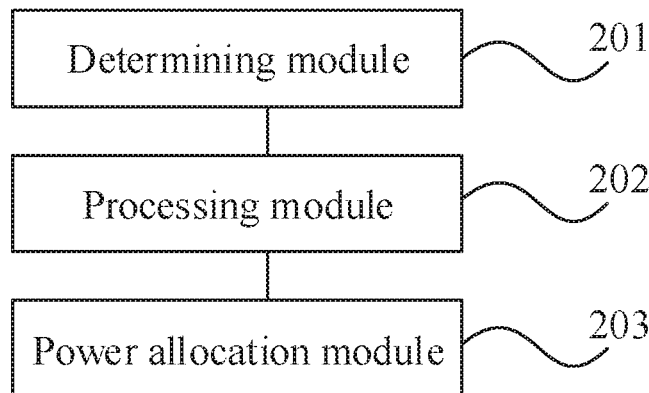 Determining module 201
Processing module 202
Power allocation module 203